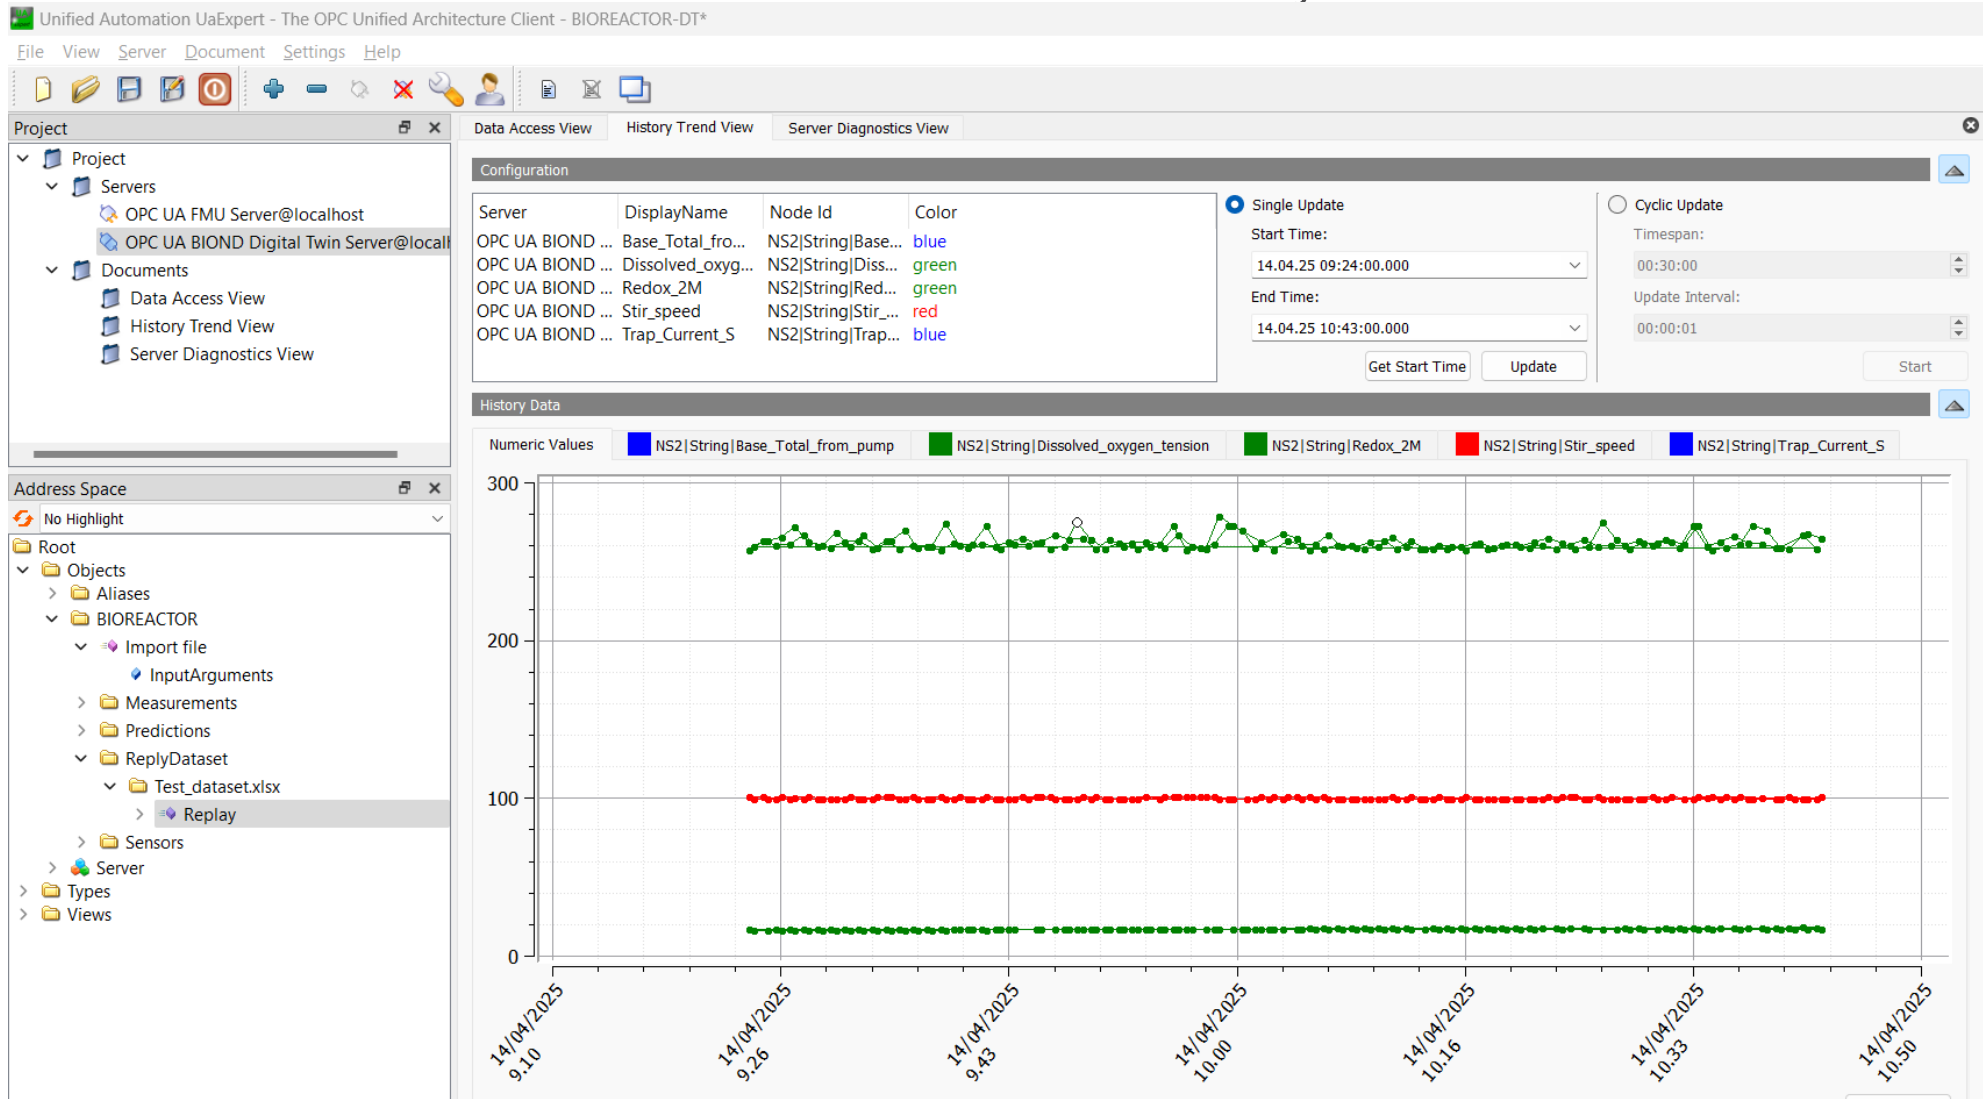 Unified Automation UaExpert - The OPC Unified Architecture Client - BIOREACTOR-DT*
File View Server Document Settings Help
Project
Project
Servers
OPC UA FMU Server@localhost
OPC UA BIOND Digital Twin Server@local
Documents
Data Access View
History Trend View
Server Diagnostics View
Address Space
No Highlight
Root
Objects
Aliases
BIOREACTOR
Import file
InputArguments
Measurements
Predictions
ReplyDataset
Test_dataset.xlsx
Replay
Sensors
Server
Types
Views
Data Access View History Trend View Server Diagnostics View
Configuration
Server DisplayName Node Id Color
OPC UA BIOND ... Base_Total_fro... NS2|String|Base... blue
OPC UA BIOND ... Dissolved_oxyg... NS2|String|Diss... green
OPC UA BIOND ... Redox_2M NS2|String|Red... green
OPC UA BIOND ... Stir_speed NS2|String|Stir_... red
OPC UA BIOND ... Trap_Current_S NS2|String|Trap... blue
Single Update
Start Time:
14.04.25 09:24:00.000
End Time:
14.04.25 10:43:00.000
Get Start Time Update
Cyclic Update
Timespan:
00:30:00
Update Interval:
00:00:01
Start
History Data
Numeric Values NS2|String|Base_Total_from_pump NS2|String|Dissolved_oxygen_tension NS2|String|Redox_2M NS2|String|Stir_speed NS2|String|Trap_Current_S
300
200
100
0
14/04/2025
9.10
14/04/2025
9.26
14/04/2025
9.43
14/04/2025
10.00
14/04/2025
10.16
14/04/2025
10.33
14/04/2025
10.50